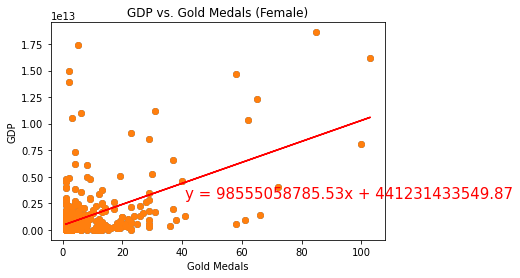 GDP vs. Gold Medals (Female)
1e13
1.75
1.50
1.25
1.00
0.75
0.50
0.25
0.00
GDP
y = 98555058785.53x + 441231433549.87
0 20 40 60 80 100
Gold Medals